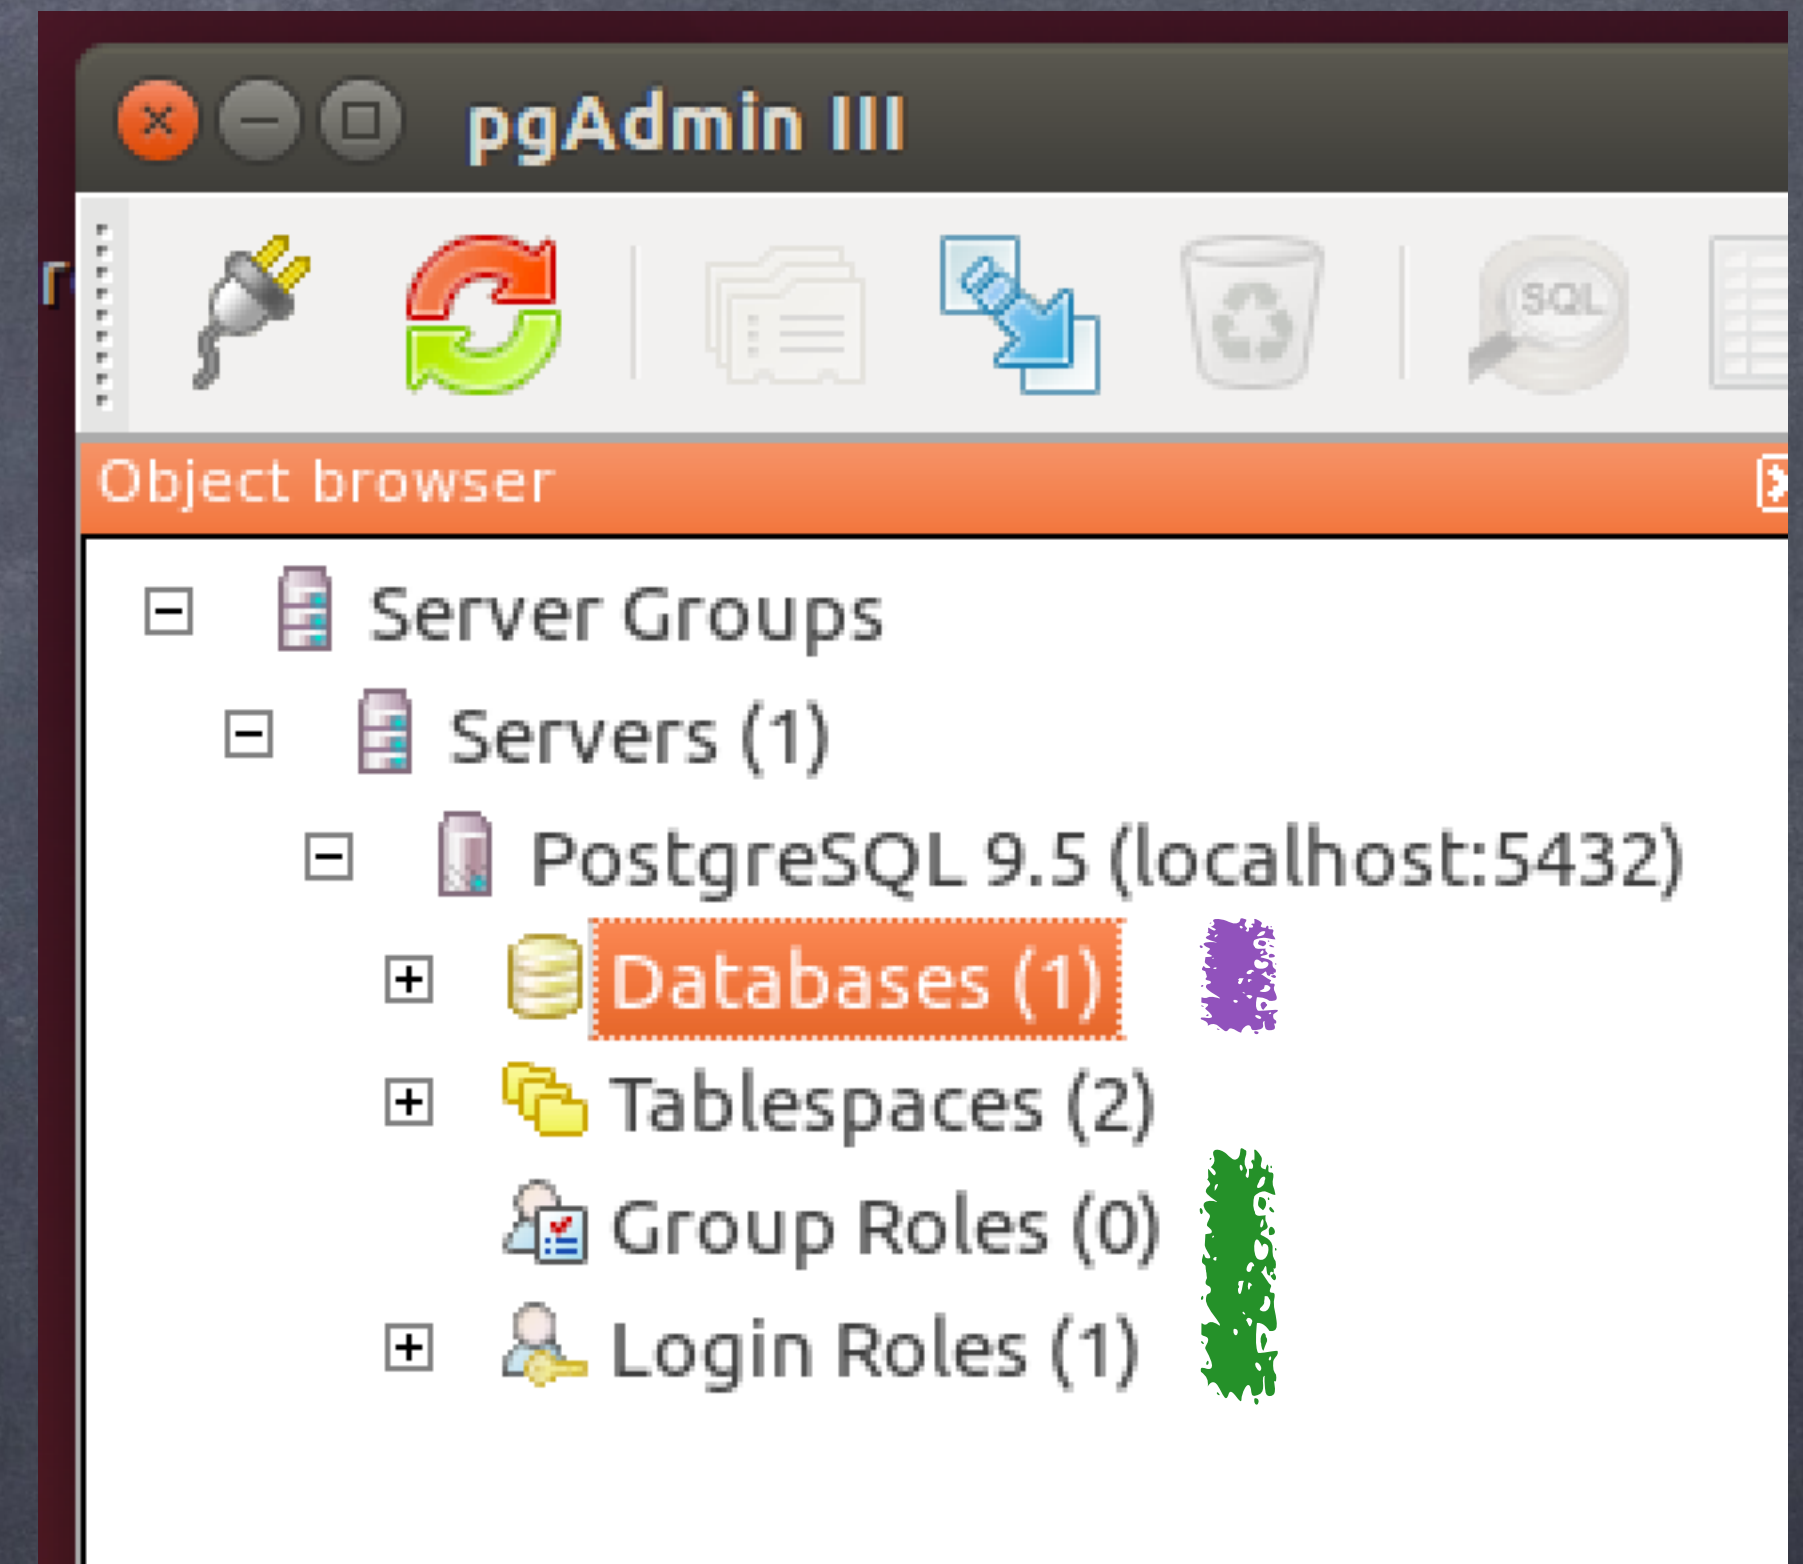 pgAdmin III
SQL
Object browser
Server Groups
Servers (1)
PostgreSQL 9.5 (localhost:5432)
Databases (1)
Tablespaces (2)
Group Roles (0)
Login Roles (1)